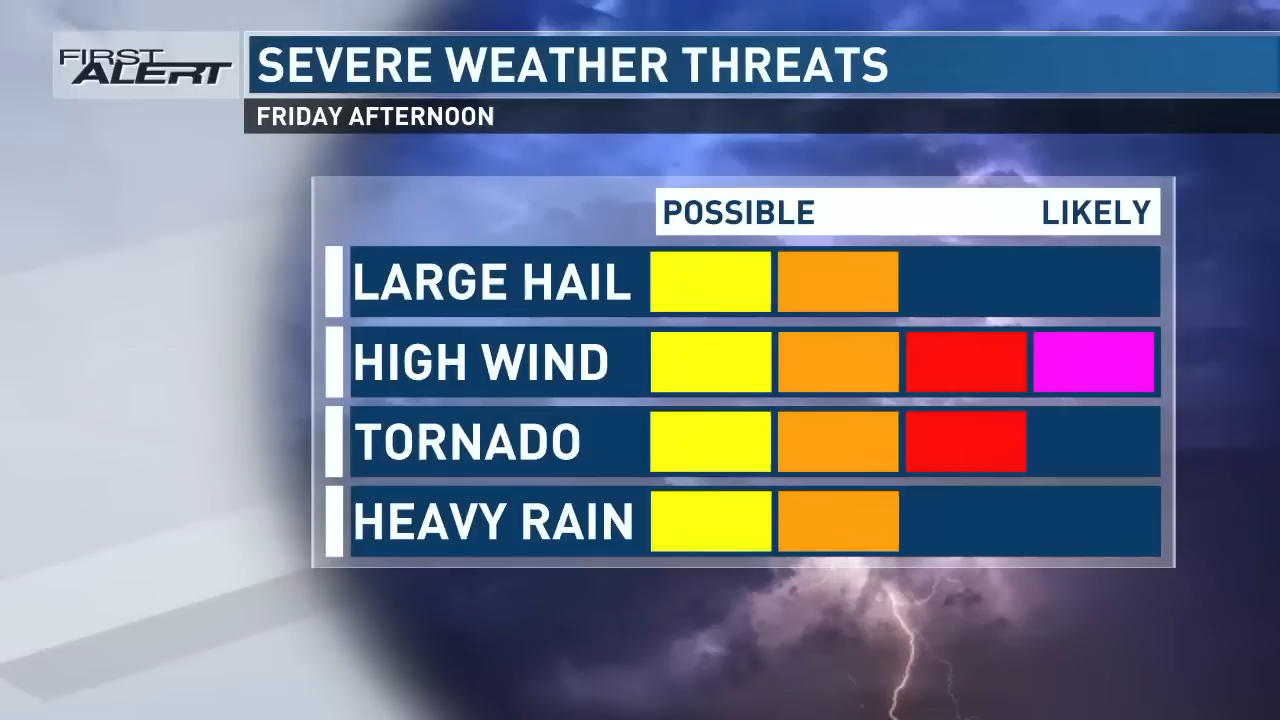 FIRST
ALERT
SEVERE WEATHER THREATS
FRIDAY AFTERNOON
POSSIBLE LIKELY
LARGE HAIL
HIGH WIND
TORNADO
HEAVY RAIN